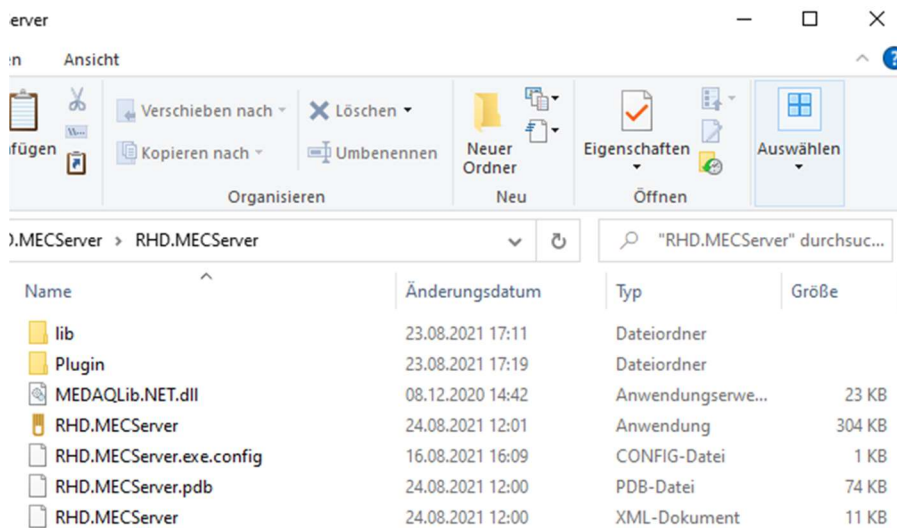 erver
en Ansicht
Verschieben nach Löschen
Kopieren nach Umbenennen
ifügen Neuer Ordner Eigenschaften Auswählen
Organisieren Neu Öffnen
D.MECServer > RHD.MECServer "RHD.MECServer" durchsuc...
Name Änderungsdatum Typ Größe
lib 23.08.2021 17:11 Dateiordner
Plugin 23.08.2021 17:19 Dateiordner
MEDAQLib.NET.dll 08.12.2020 14:42 Anwendungserwe... 23 KB
RHD.MECServer 24.08.2021 12:01 Anwendung 304 KB
RHD.MECServer.exe.config 16.08.2021 16:09 CONFIG-Datei 1 KB
RHD.MECServer.pdb 24.08.2021 12:00 PDB-Datei 74 KB
RHD.MECServer 24.08.2021 12:00 XML-Dokument 11 KB